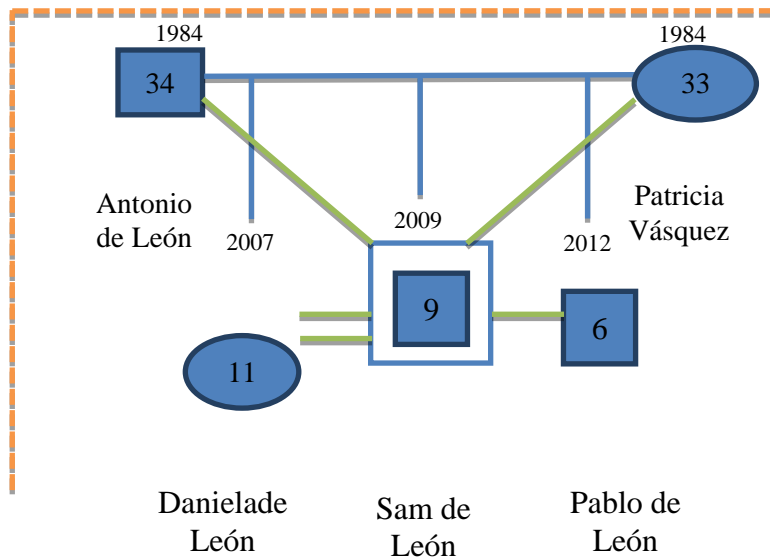 1984
1984
34
33
Antonio
de León
Patricia
Vásquez
2007
2009
2012
9
6
11
Danielade
León
Sam de
León
Pablo de
León